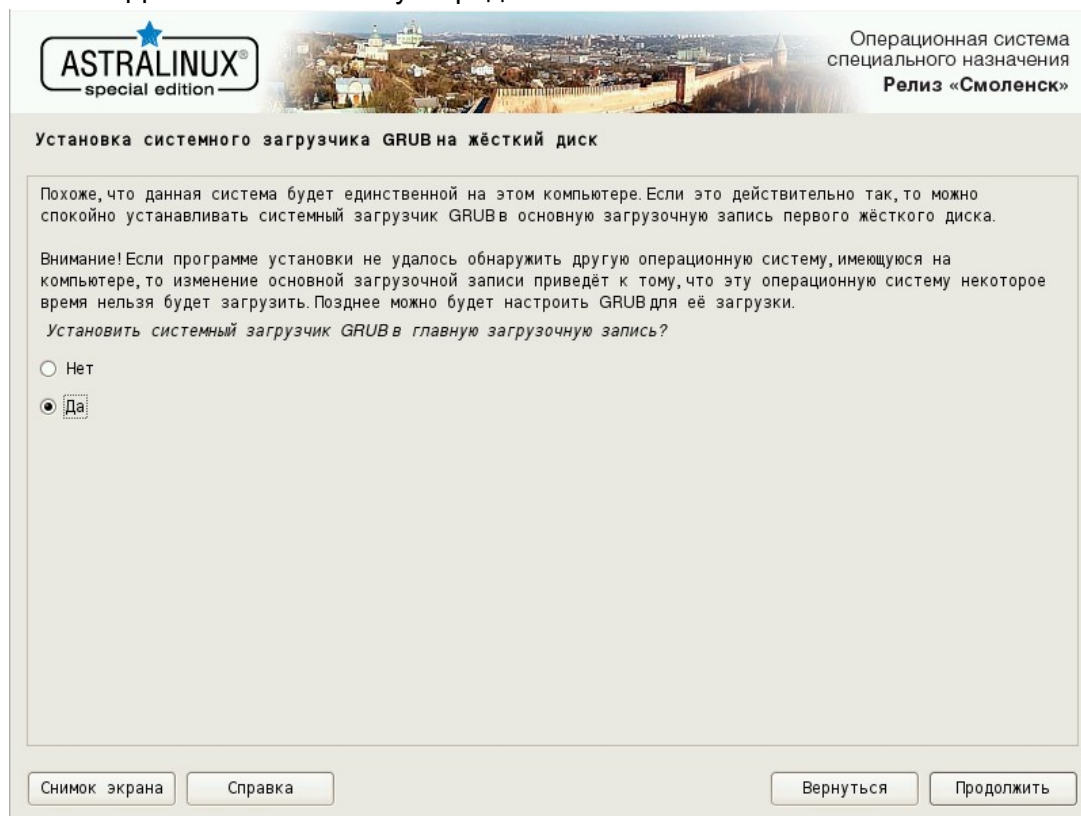 ASTRALINUX®
special edition
Операционная система
специального назначения
Релиз «Смоленск»
Установка системного загрузчика GRUB на жёсткий диск
Похоже, что данная система будет единственной на этом компьютере. Если это действительно так, то можно
спокойно устанавливать системный загрузчик GRUB в основную загрузочную запись первого жёсткого диска.
Внимание! Если программе установки не удалось обнаружить другую операционную систему, имеющуюся на
компьютере, то изменение основной загрузочной записи приведёт к тому, что эту операционную систему некоторое
время нельзя будет загрузить. Позднее можно будет настроить GRUB для её загрузки.
Установить системный загрузчик GRUB в главную загрузочную запись?
Нет
Да
Снимок экрана
Справка
Вернуться
Продолжить